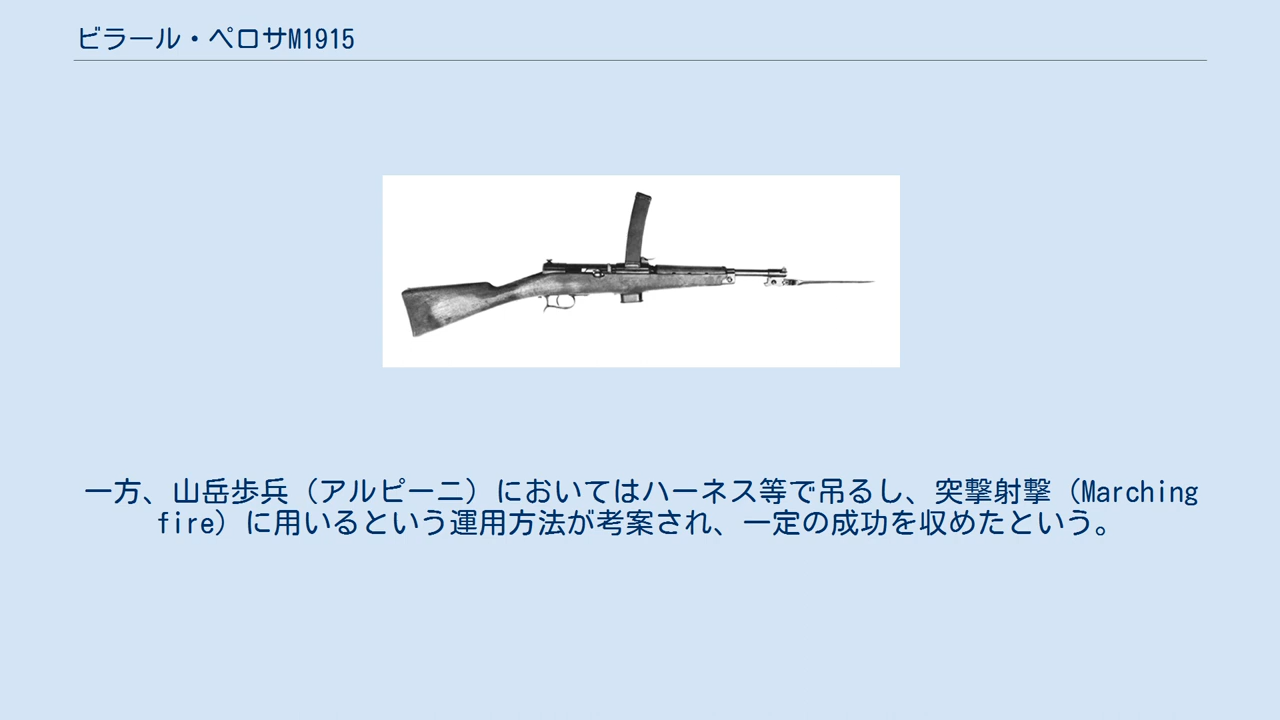 ビラール・ペロサM1915
一方、山岳歩兵（アルピーニ）においてはハーネス等で吊るし、突撃射撃（Marching
fire）に用いるという運用方法が考案され、一定の成功を収めたという。